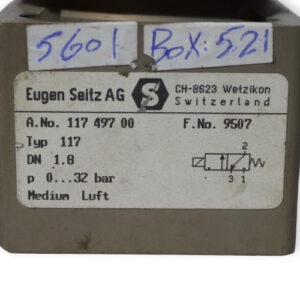 5601 BOX:521
Eugen Seitz AG S CH-8623 Wetzikon
Switzerland
A.No. 117 497 00 F.No. 9507
Typ 117
DN 1.8
p 0...32 bar
Medium Luft
2
3 1